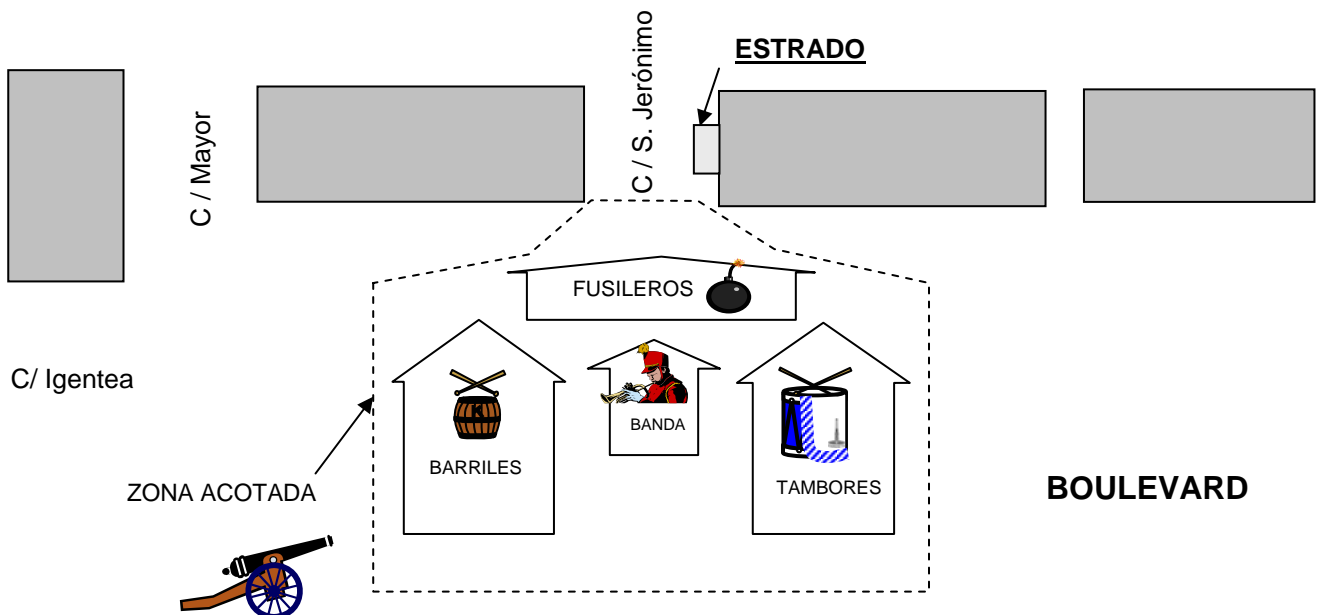 ESTRADO
C / Mayor
C / S. Jerónimo
FUSILEROS
C/ Igentea
K
BANDA
BARRILES
TAMBORES
ZONA ACOTADA
BOULEVARD